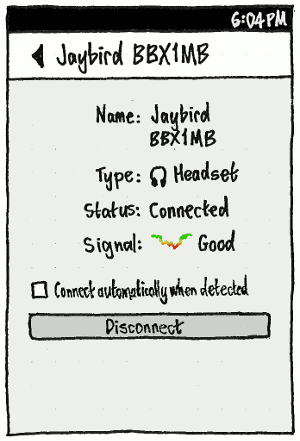 6:04PM
Jaybird BBX1MB
Name: Jaybird
BBX1MB
Type: Headset
Status: Connected
Signal: Good
Connect automatically when detected
Disconnect